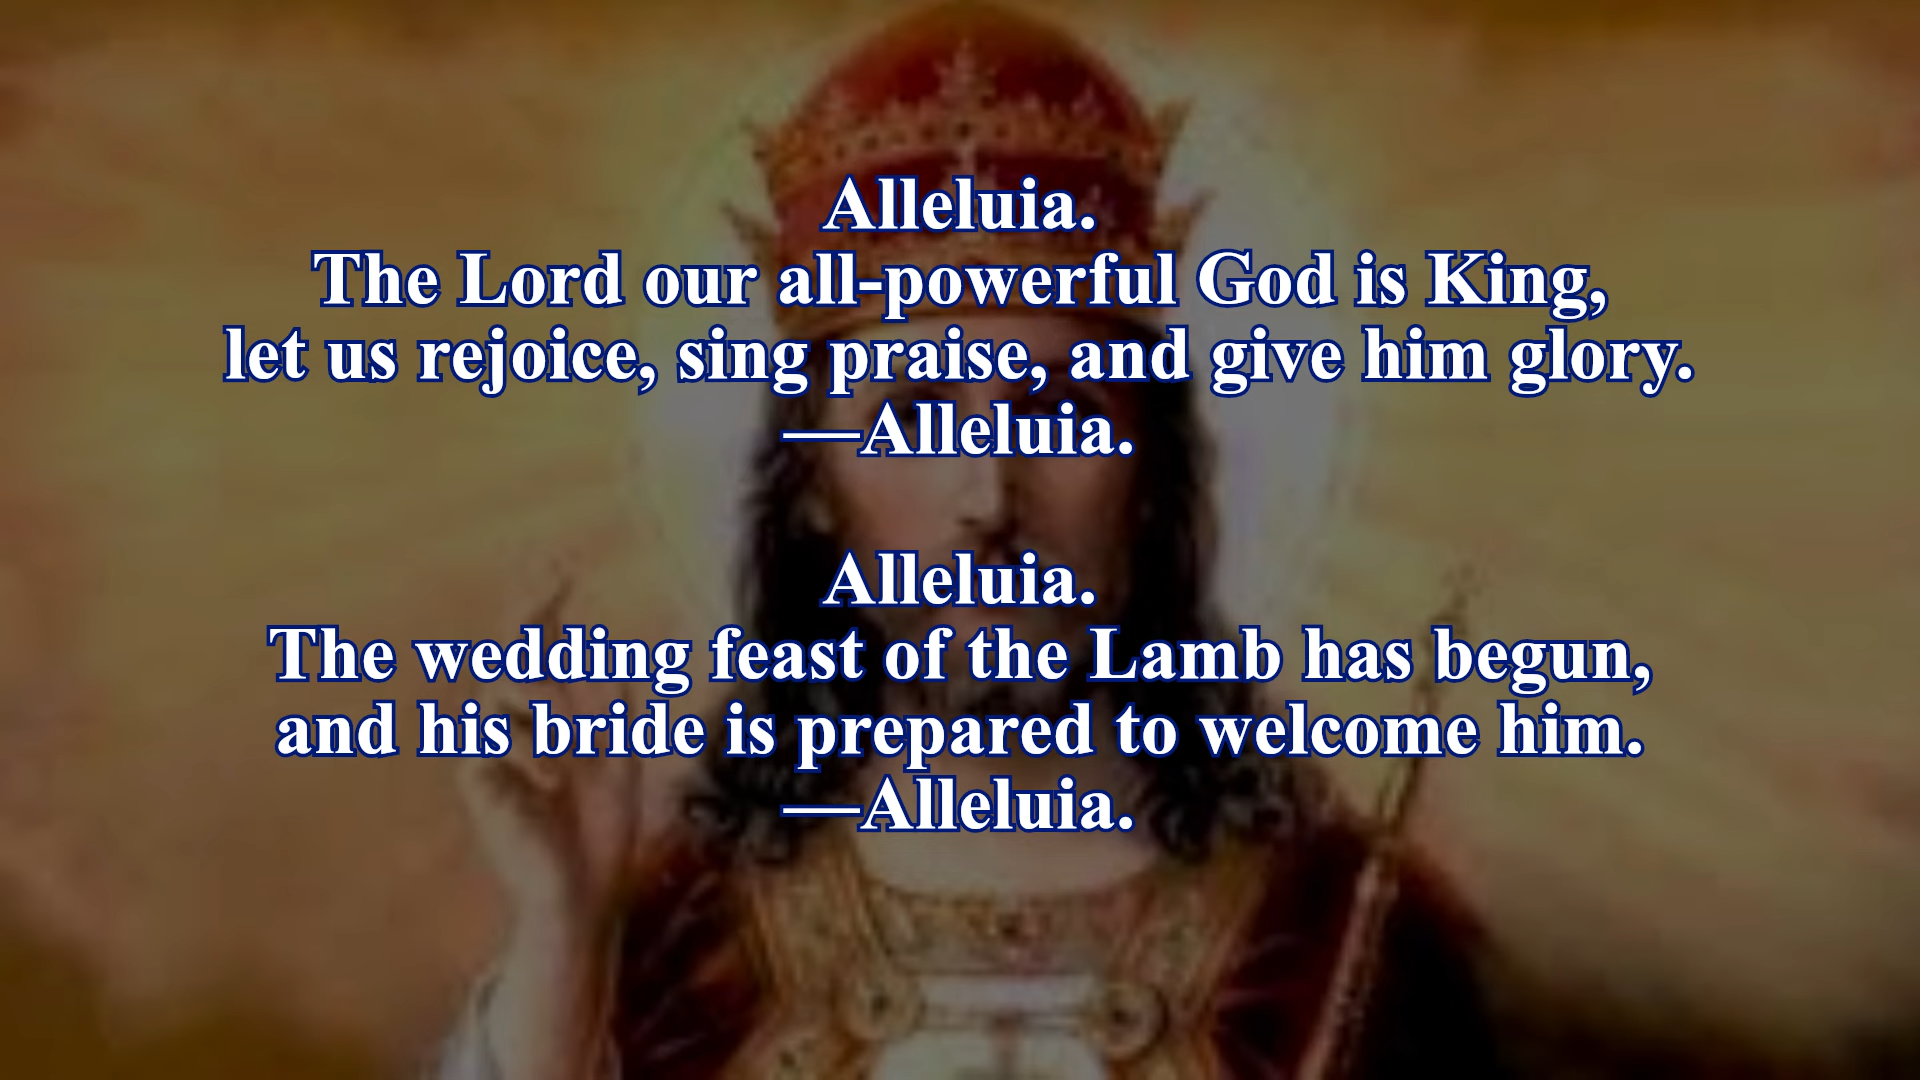 Alleluia.
The Lord our all-powerful God is King,
let us rejoice, sing praise, and give him glory.
—Alleluia.
Alleluia.
The wedding feast of the Lamb has begun,
and his bride is prepared to welcome him.
—Alleluia.